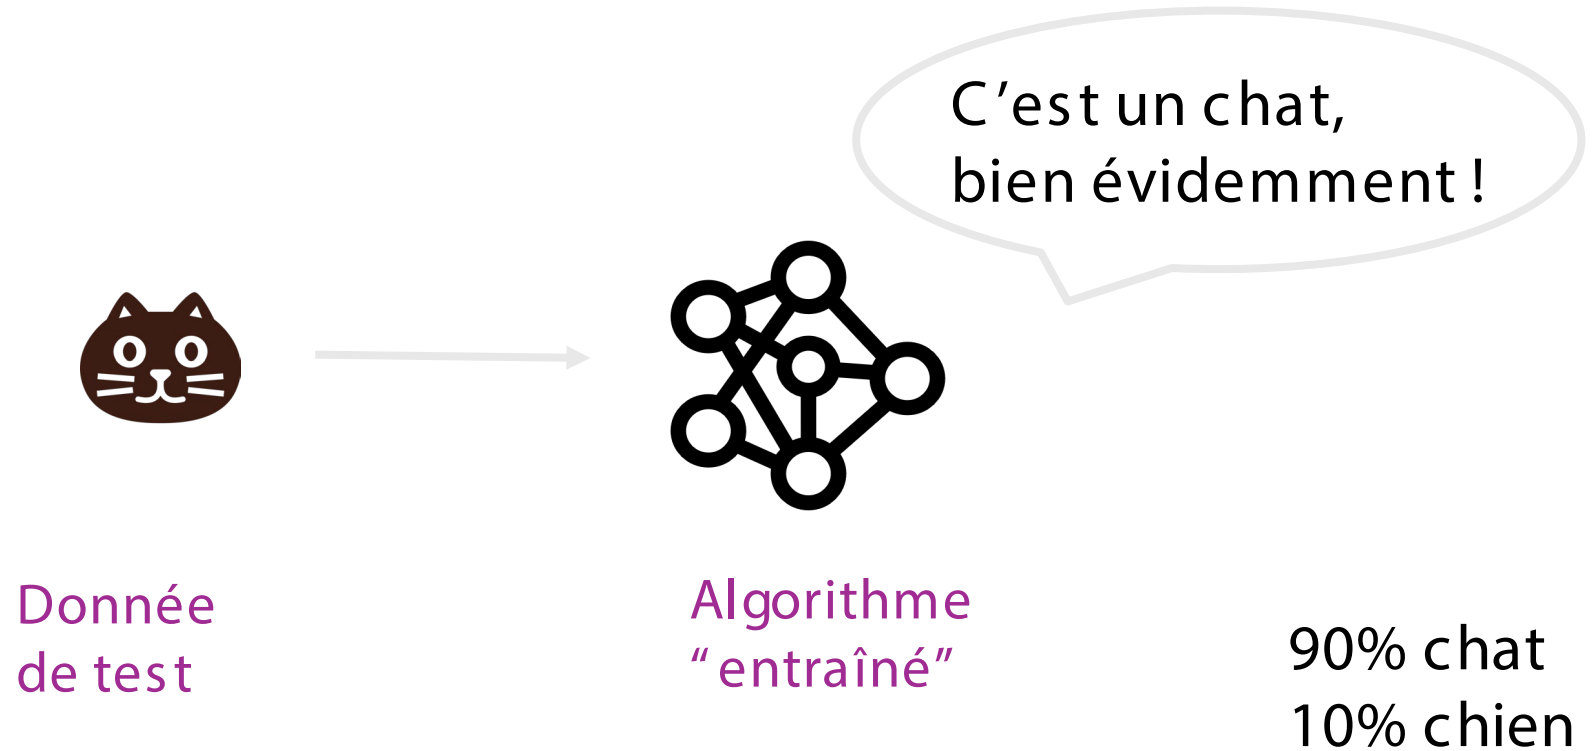 C’est un chat,
bien évidemment !
Donnée
de test
Algorithme
“entraîné”
90% chat
10% chien